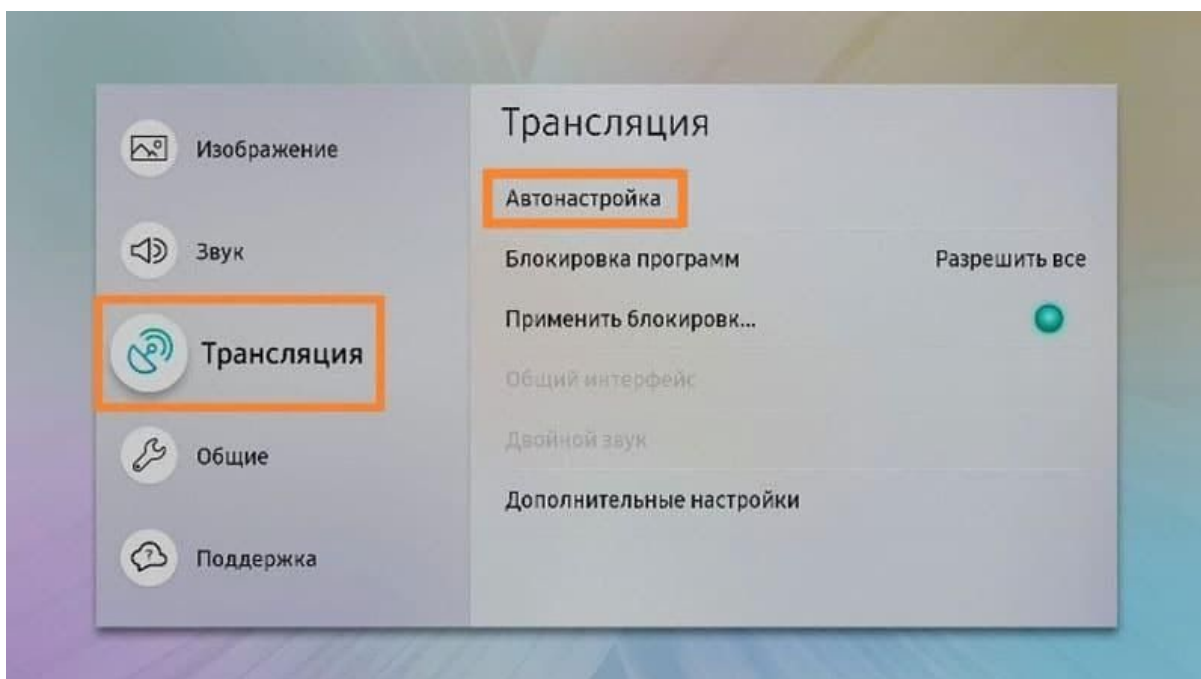 Изображение
Звук
Трансляция
Общие
Поддержка
Трансляция
Автонастройка
Блокировка программ Разрешить все
Применить блокировк...
Общий интерфейс
Двойной звук
Дополнительные настройки